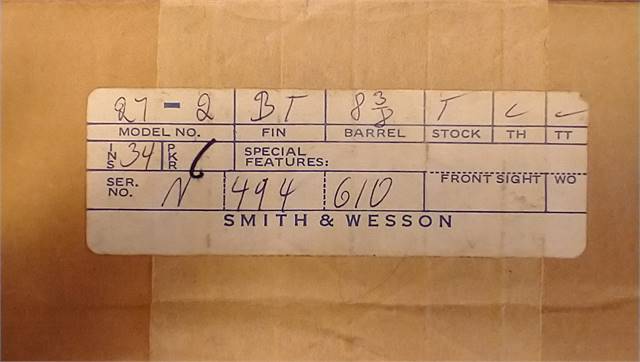 27 - 2 BT 8 3/8 T ✓ ✓
MODEL NO. FIN BARREL STOCK TH TT
INS 34 PKR 6 SPECIAL FEATURES:
SER. NO. N 494 610 FRONT SIGHT WO
SMITH & WESSON